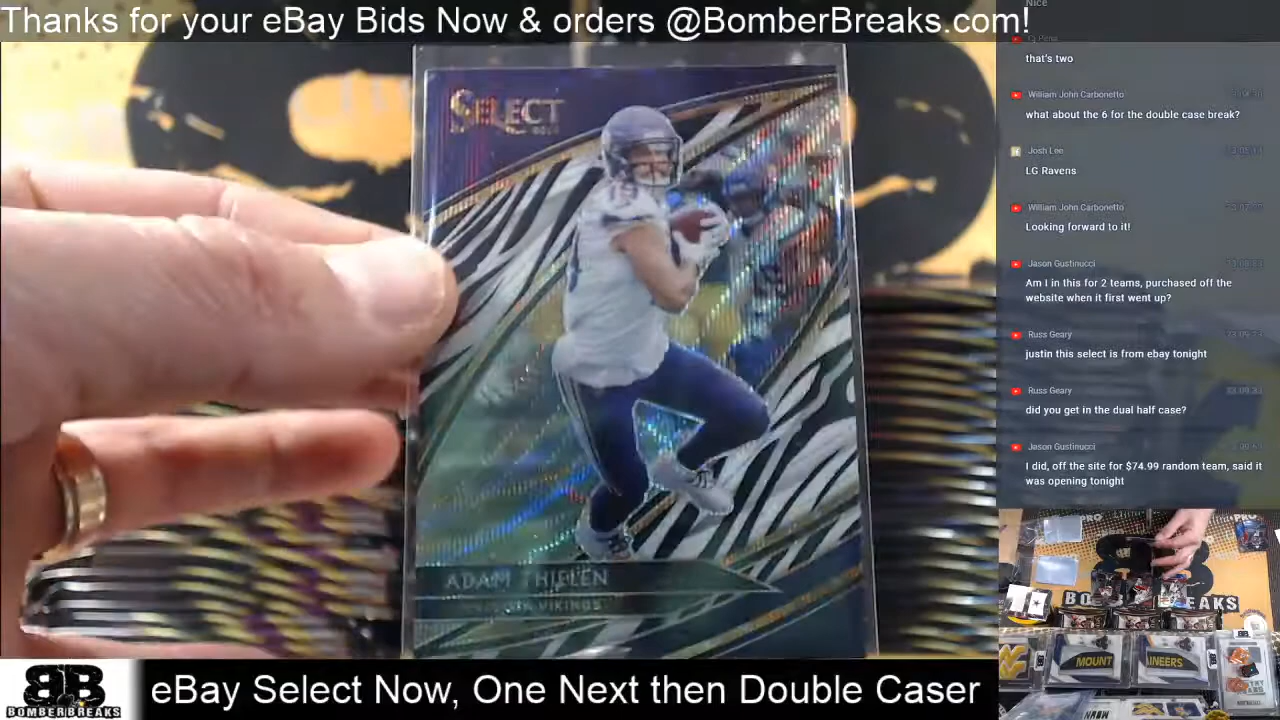 Thanks for your eBay Bids Now & orders @BomberBreaks.com!
Nice
that's two
William John Carbonetto
what about the 6 for the double case break?
Josh Lee
LG Ravens
William John Carbonetto
Looking forward to it!
Jason Gustinucci
Am I in this for 2 teams, purchased off the
website when it first went up?
Russ Geary
justin this select is from ebay tonight
Russ Geary
did you get in the dual half case?
Jason Gustinucci
I did, off the site for $74.99 random team, said it
was opening tonight
SELECT
19
ADAM THIELEN
VIKINGS
MOUNT
AINEERS
BB
BOMBERBREAKS
eBay Select Now, One Next then Double Caser